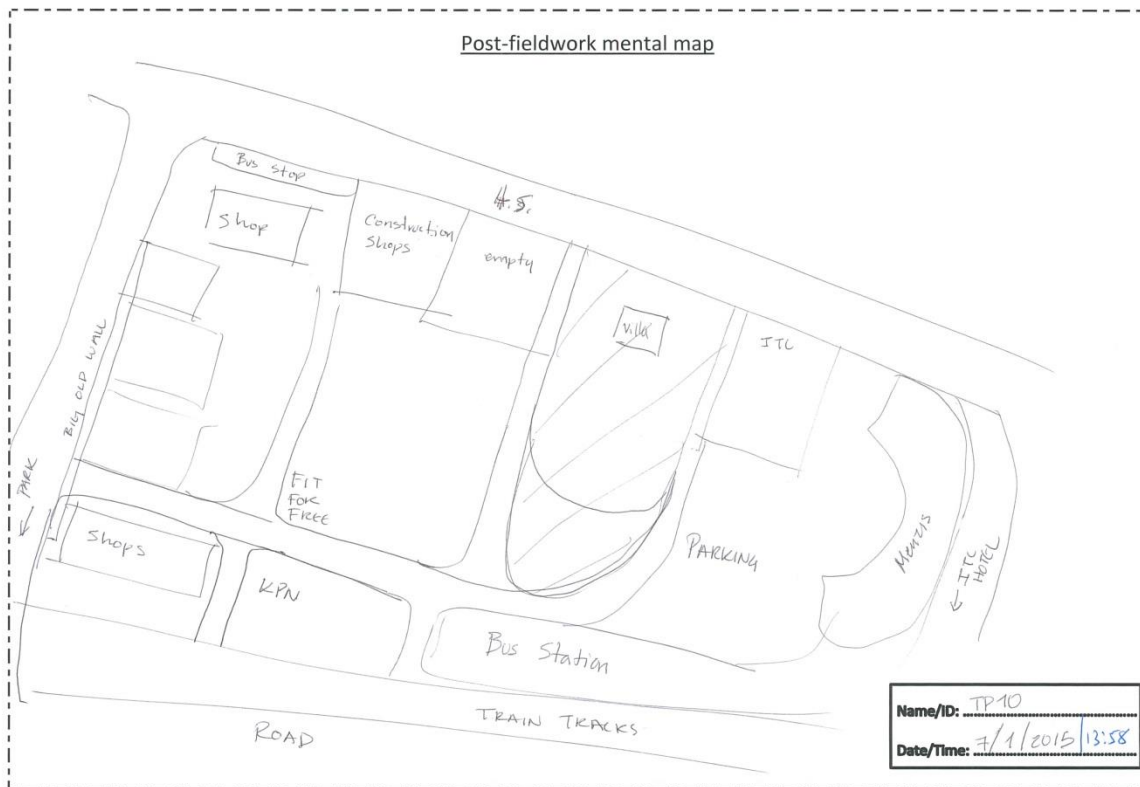 Post-fieldwork mental map
Bus stop
Shop
Construction
shops
empty
H.S.
Villa
ITC
BIG OLD WALL
← PARK
FIT
FOR
FREE
Shops
KPN
PARKING
Menzis
← ITC
HOTEL
Bus Station
TRAIN TRACKS
ROAD
Name/ID: TP10
Date/Time: 7/1/2015 13:58